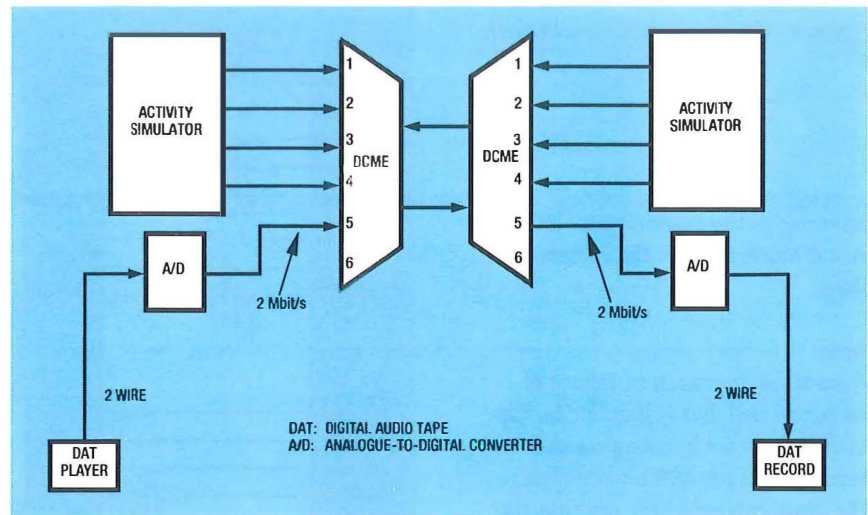 ACTIVITY
SIMULATOR
1
2
3
4
5
6
DCME
1
2
3
4
5
6
DCME
ACTIVITY
SIMULATOR
A/D
2 Mbit/s
2 Mbit/s
A/D
2 WIRE
2 WIRE
DAT: DIGITAL AUDIO TAPE
A/D: ANALOGUE-TO-DIGITAL CONVERTER
DAT
PLAYER
DAT
RECORD